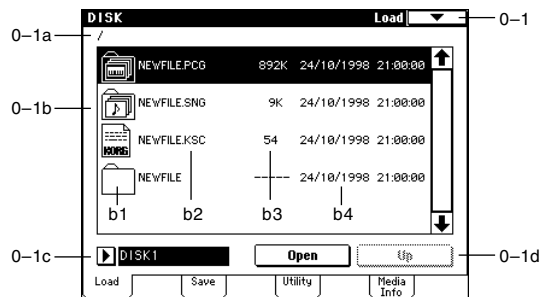 DISK Load 0–1
0–1a /
NEWFILE.PCG 892K 24/10/1998 21:00:00
0–1b NEWFILE.SNG 9K 24/10/1998 21:00:00
KORG NEWFILE.KSC 54 24/10/1998 21:00:00
NEWFILE ------ 24/10/1998 21:00:00
b1 b2 b3 b4
0–1c DISK1 Open Up 0–1d
Load Save Utility Media Info